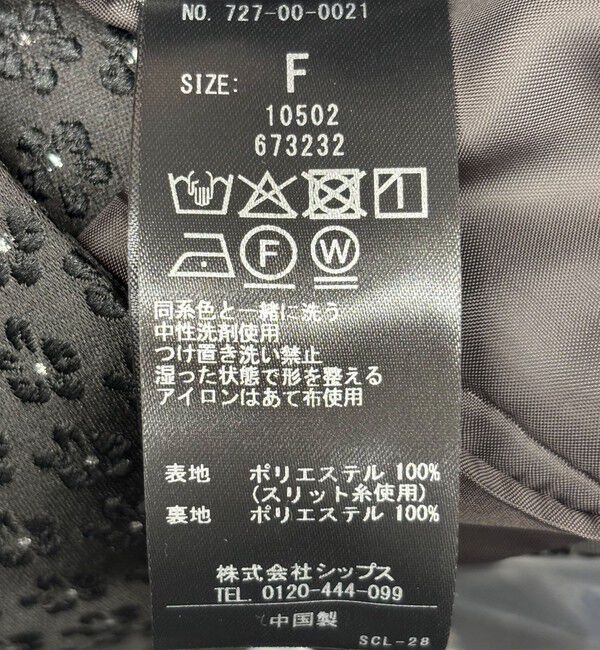 NO. 727-00-0021
SIZE: F
10502
673232
F W
同系色と一緒に洗う
中性洗剤使用
つけ置き洗い禁止
湿った状態で形を整える
アイロンはあて布使用
表地 ポリエステル 100%
(スリット糸使用)
裏地 ポリエステル 100%
株式会社シップス
TEL. 0120-444-099
中国製
SCL-28